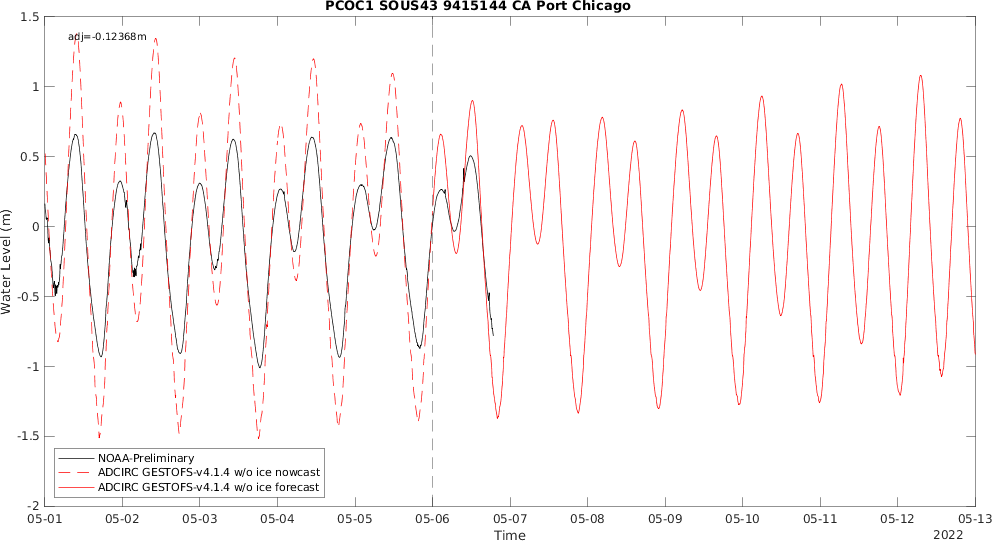 PCOC1 SOUS43 9415144 CA Port Chicago
adj=-0.12368m
1.5
1
0.5
0
-0.5
-1
-1.5
-2
Water Level (m)
NOAA-Preliminary
ADCIRC GESTOFS-v4.1.4 w/o ice nowcast
ADCIRC GESTOFS-v4.1.4 w/o ice forecast
05-01 05-02 05-03 05-04 05-05 05-06 05-07 05-08 05-09 05-10 05-11 05-12 05-13
Time
2022